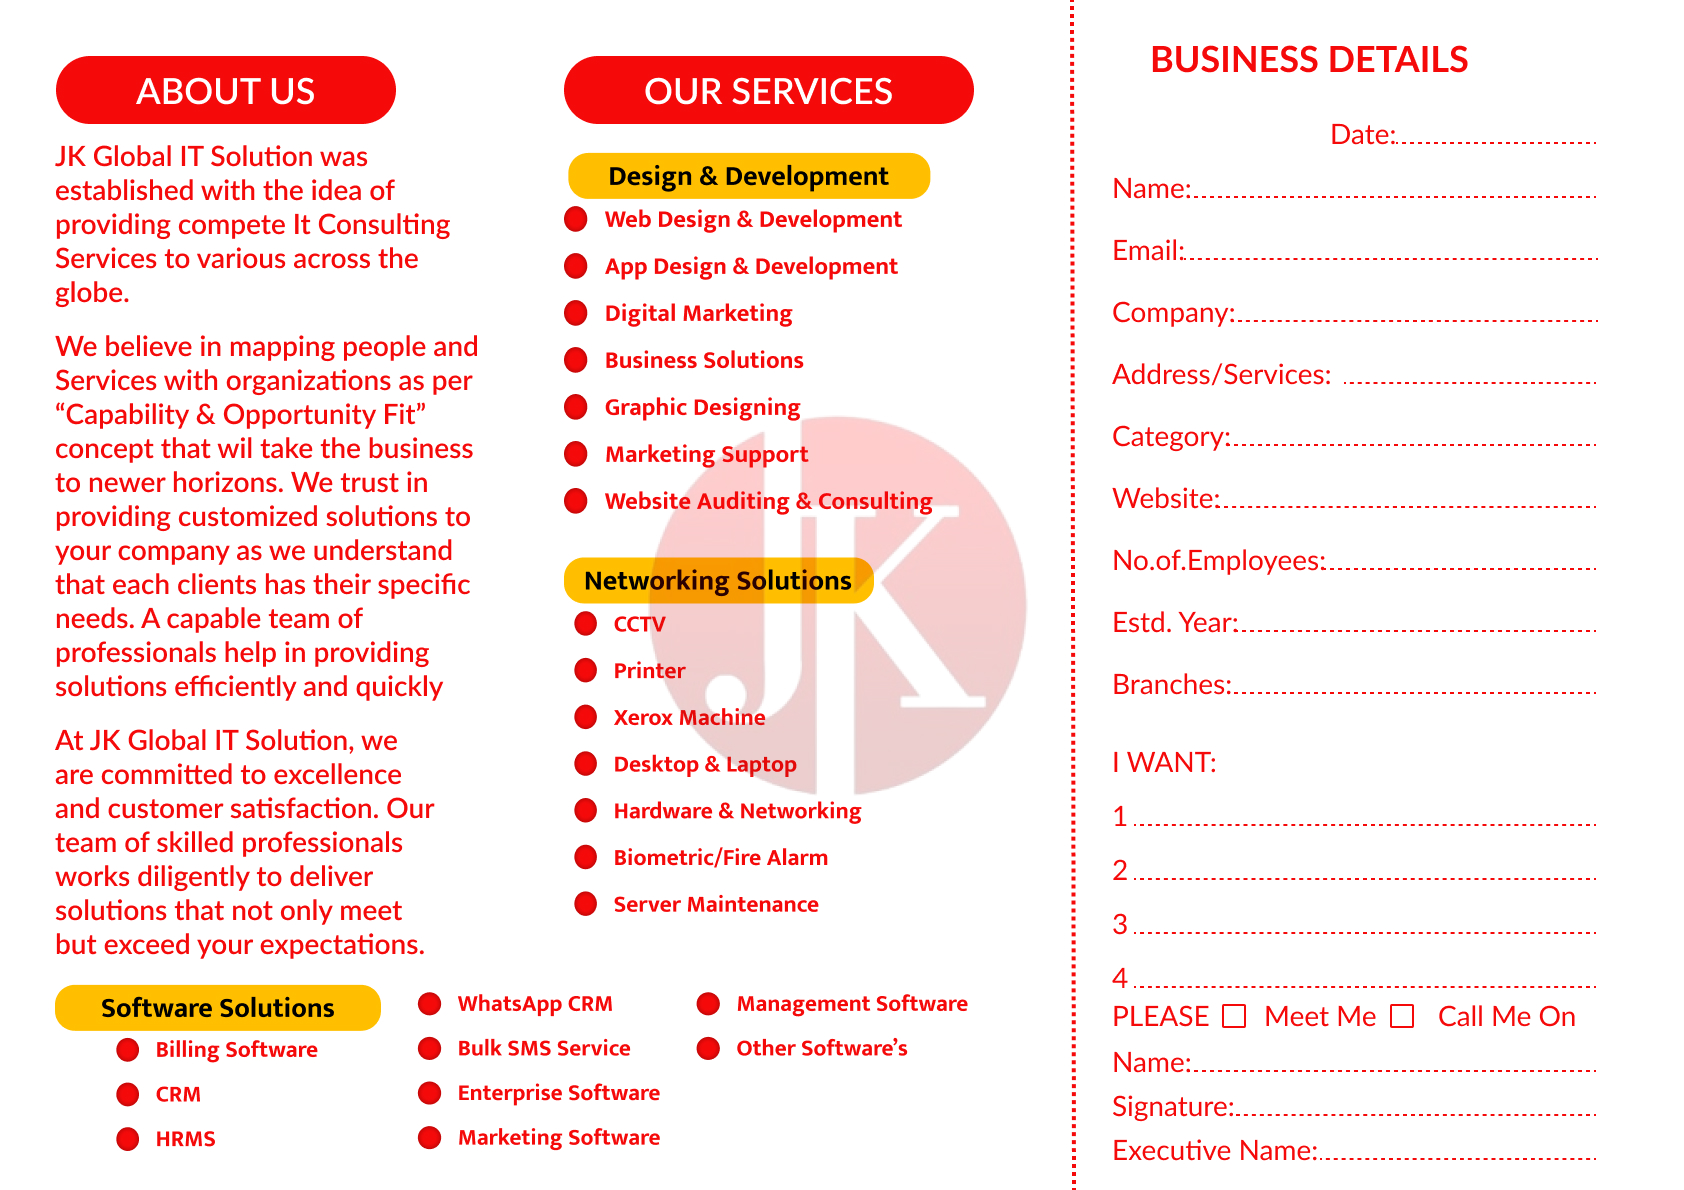 ABOUT US
JK Global IT Solution was
established with the idea of
providing compete It Consulting
Services to various across the
globe.
We believe in mapping people and
Services with organizations as per
“Capability & Opportunity Fit”
concept that wil take the business
to newer horizons. We trust in
providing customized solutions to
your company as we understand
that each clients has their specific
needs. A capable team of
professionals help in providing
solutions efficiently and quickly
At JK Global IT Solution, we
are committed to excellence
and customer satisfaction. Our
team of skilled professionals
works diligently to deliver
solutions that not only meet
but exceed your expectations.
OUR SERVICES
Design & Development
Web Design & Development
App Design & Development
Digital Marketing
Business Solutions
Graphic Designing
Marketing Support
Website Auditing & Consulting
Networking Solutions
CCTV
Printer
Xerox Machine
Desktop & Laptop
Hardware & Networking
Biometric/Fire Alarm
Server Maintenance
JK
Software Solutions
Billing Software
CRM
HRMS
WhatsApp CRM
Bulk SMS Service
Enterprise Software
Marketing Software
Management Software
Other Software’s
BUSINESS DETAILS
Date:
Name:
Email:
Company:
Address/Services:
Category:
Website:
No.of.Employees:
Estd. Year:
Branches:
I WANT:
1
2
3
4
PLEASE Meet Me Call Me On
Name:
Signature:
Executive Name: